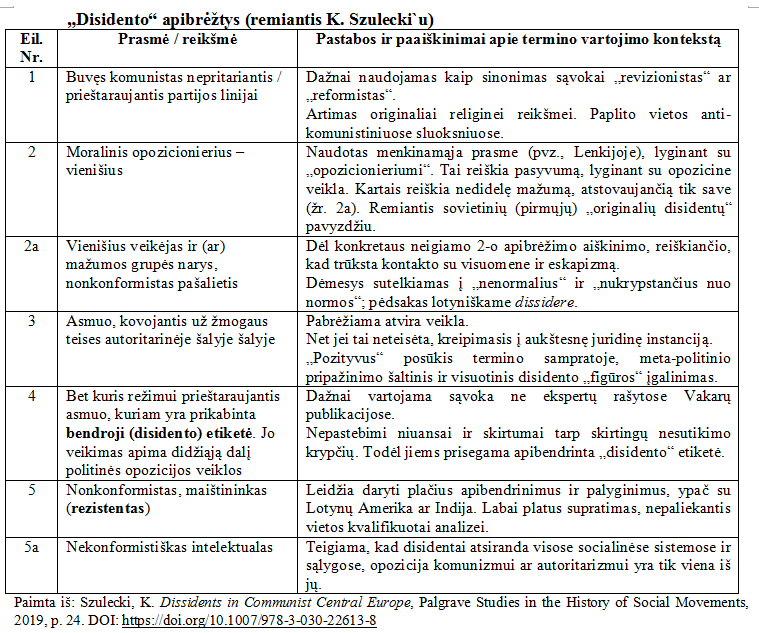 „Disidento“ apibrėžtys (remiantis K. Szulecki`u)
Eil. Nr.
Prasmė / reikšmė
Pastabos ir paaiškinimai apie termino vartojimo kontekstą
1
Buvęs komunistas nepritariantis /
prieštaraujantis partijos linijai
Dažnai naudojamas kaip sinonimas sąvokai „revizionistas“ ar
„reformistas“.
Artimas originaliai religinei reikšmei. Paplito vietos anti-
komunistiniuose sluoksniuose.
2
Moralinis opozicionierius –
vienišius
Naudotas menkinamąja prasme (pvz., Lenkijoje), lyginant su
„opozicionieriumi“. Tai reiškia pasyvumą, lyginant su opozicine
veikla. Kartais reiškia nedidelę mažumą, atstovaujančią tik save
(žr. 2a). Remiantis sovietinių (pirmųjų) „originalių disidentų“
pavyzdžiu.
2a
Vienišius veikėjas ir (ar)
mažumos grupės narys,
nonkonformistas pašalietis
Dėl konkretaus neigiamo 2-o apibrėžimo aiškinimo, reiškiančio,
kad trūksta kontakto su visuomene ir eskapizmą.
Dėmesys sutelkiamas į „nenormalius“ ir „nukrypstančius nuo
normos“; pėdsakas lotyniškame dissidere.
3
Asmuo, kovojantis už žmogaus
teises autoritarinėje šalyje šalyje
Pabrėžiama atvira veikla.
Net jei tai neteisėta, kreipimasis į aukštesnę juridinę instanciją.
„Pozityvus“ posūkis termino sampratoje, meta-politinio
pripažinimo šaltinis ir visuotinis disidento „figūros“ įgalinimas.
4
Bet kuris režimui prieštaraujantis
asmuo, kuriam yra prikabinta
bendroji (disidento) etiketė. Jo
veikimas apima didžiąją dalį
politinės opozicijos veiklos
Dažnai vartojama sąvoka ne ekspertų rašytose Vakarų
publikacijose.
Nepastebimi niuansai ir skirtumai tarp skirtingų nesutikimo
krypčių. Todėl jiems prisegama apibendrinta „disidento“ etiketė.
5
Nonkonformistas, maištininkas
(rezistentas)
Leidžia daryti plačius apibendrinimus ir palyginimus, ypač su
Lotynų Amerika ar Indija. Labai platus supratimas, nepaliekantis
vietos kvalifikuotai analizei.
5a
Nekonformistiškas intelektualas
Teigiama, kad disidentai atsiranda visose socialinėse sistemose ir
sąlygose, opozicija komunizmui ar autoritarizmui yra tik viena iš
jų.
Paimta iš: Szulecki, K. Dissidents in Communist Central Europe, Palgrave Studies in the History of Social Movements,
2019, p. 24. DOI: https://doi.org/10.1007/978-3-030-22613-8